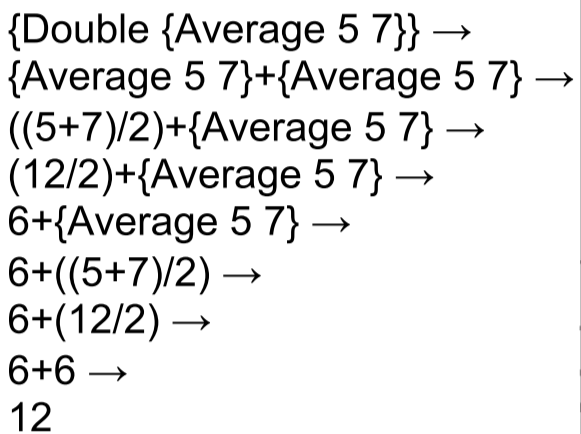 {Double {Average 5 7}} →
{Average 5 7}+{Average 5 7} →
((5+7)/2)+{Average 5 7} →
(12/2)+{Average 5 7} →
6+{Average 5 7} →
6+((5+7)/2) →
6+(12/2) →
6+6 →
12